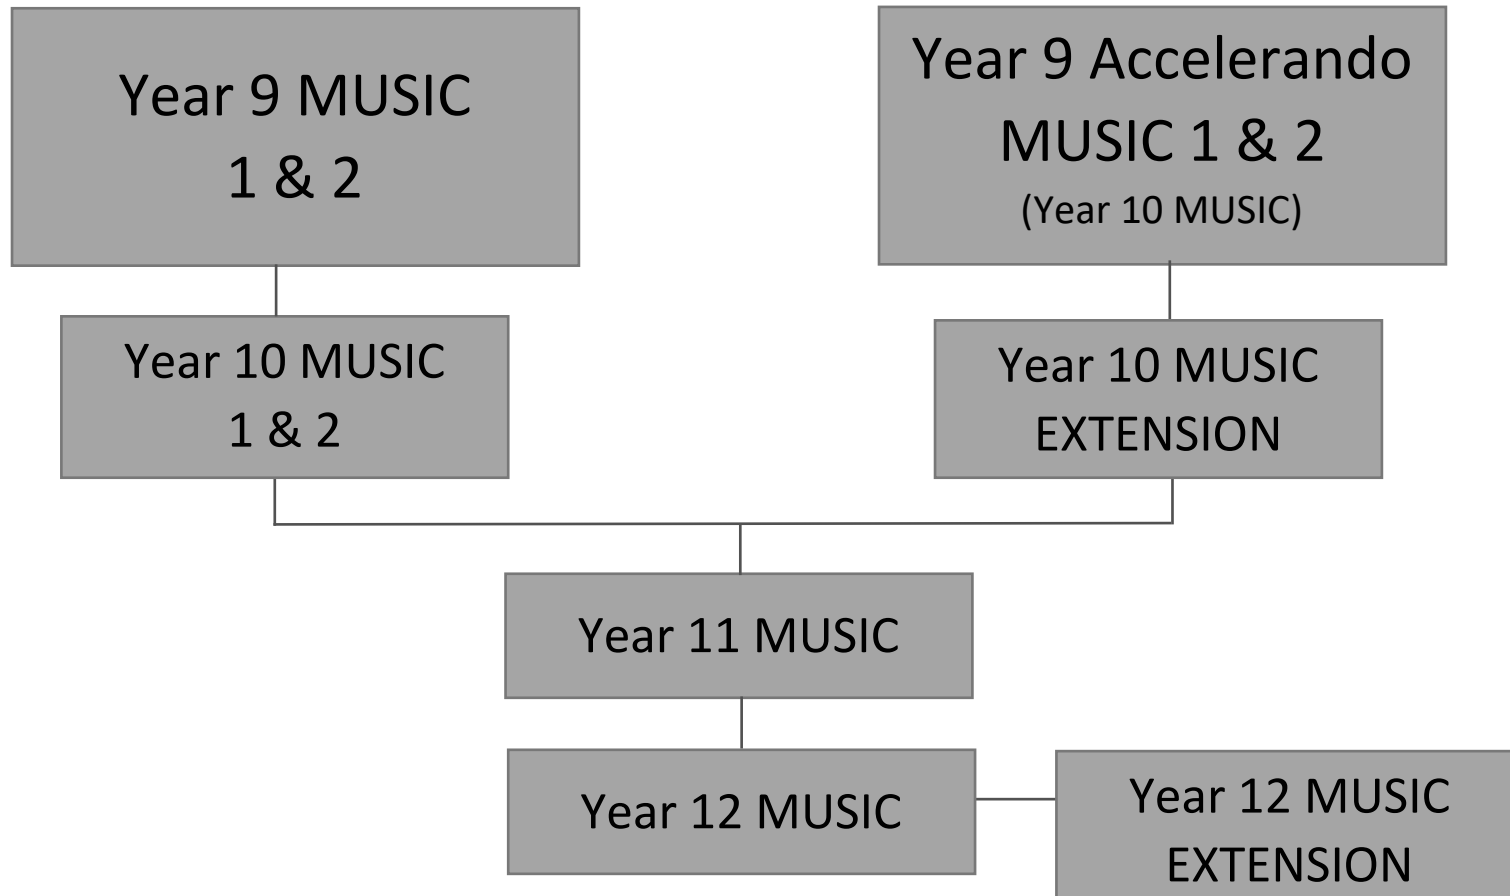 Year 9 MUSIC
1 & 2
Year 9 Accelerando
MUSIC 1 & 2
(Year 10 MUSIC)
Year 10 MUSIC
1 & 2
Year 10 MUSIC
EXTENSION
Year 11 MUSIC
Year 12 MUSIC
Year 12 MUSIC
EXTENSION